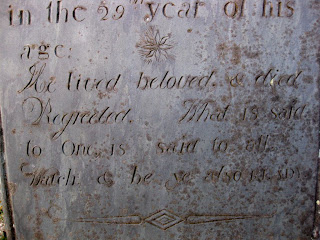 in the 29th year of his
age:
He lived beloved & died
Regretted. What is said
to One, is said to all.
Watch & be ye also